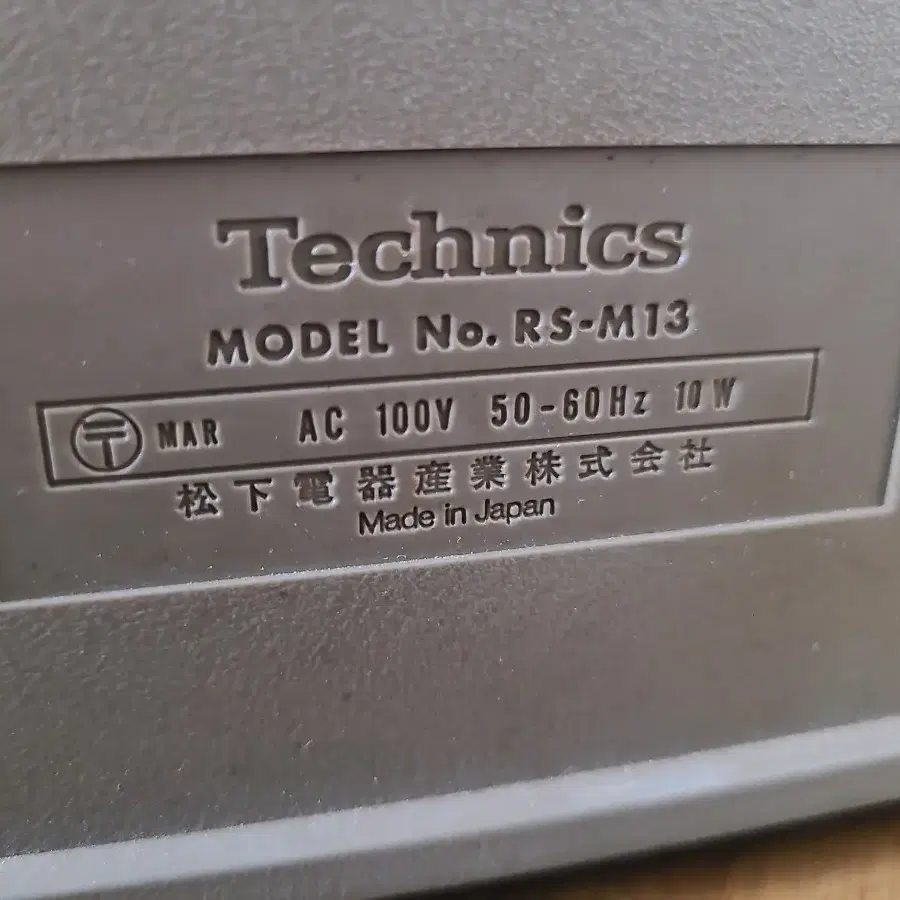 Technics
MODEL No. RS-M13
〒 MAR AC 100V 50-60Hz 10W
松下電器産業株式会社
Made in Japan